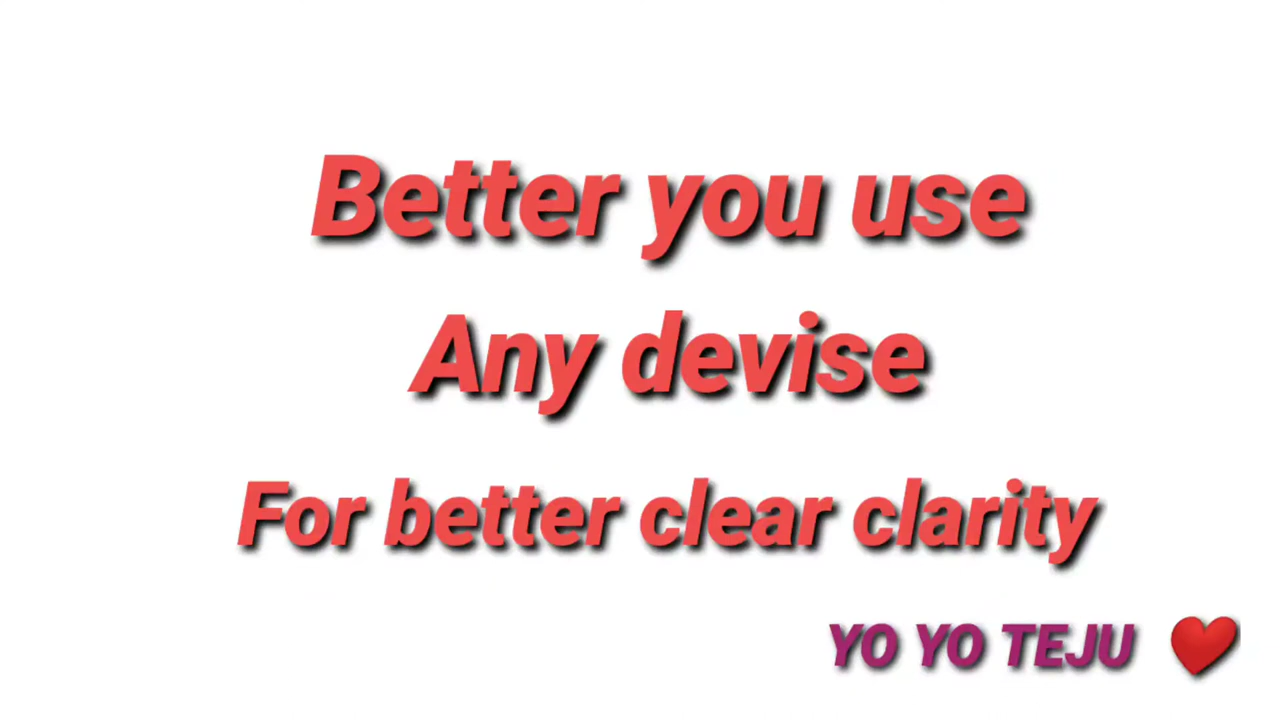 Better you use
Any devise
For better clear clarity
YO YO TEJU ❤️